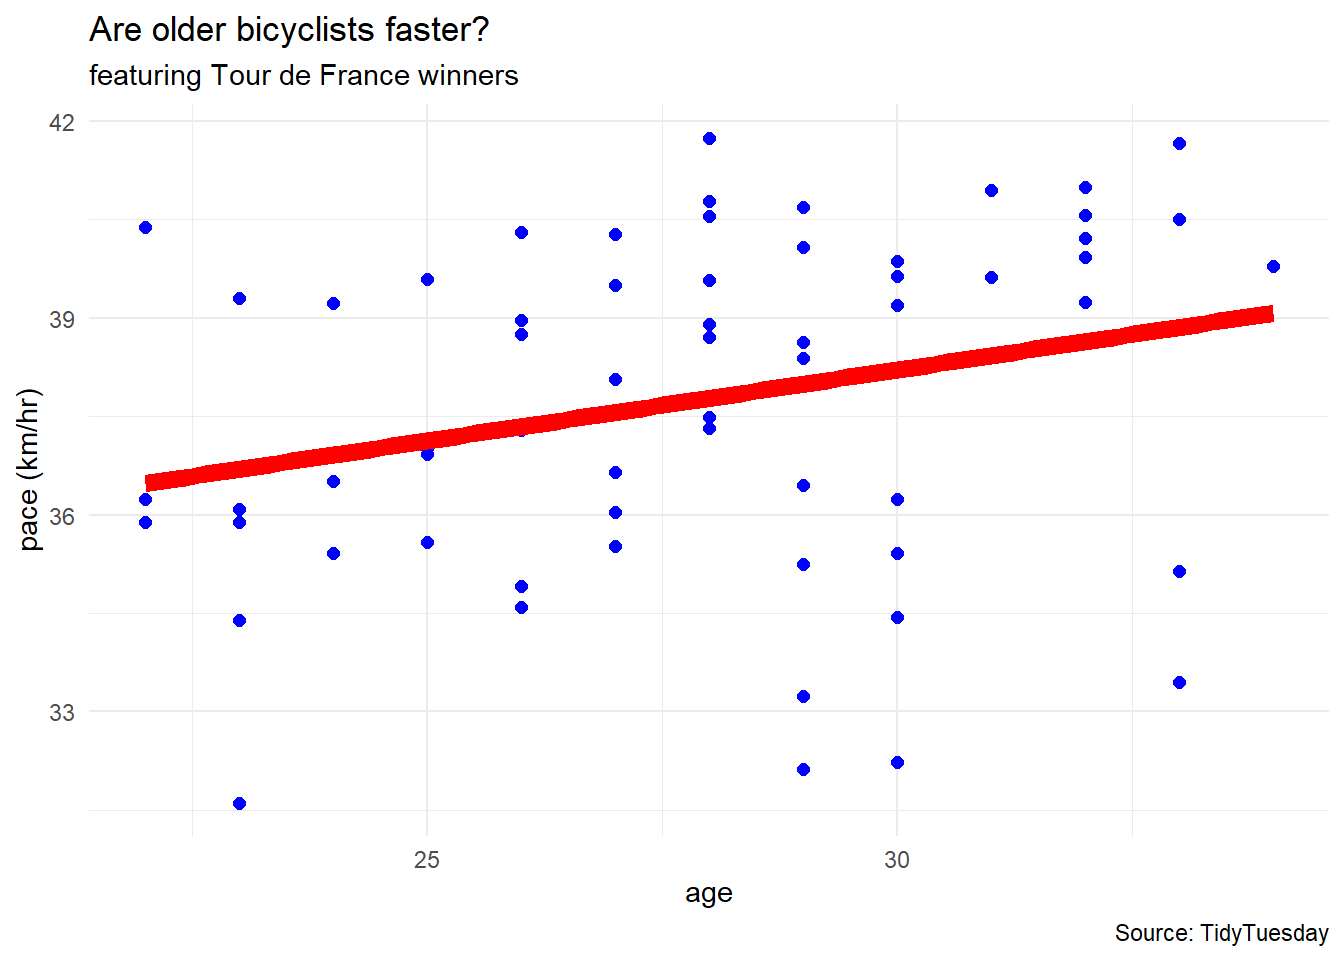 Are older bicyclists faster?
featuring Tour de France winners
42
39
36
33
pace (km/hr)
25
30
age
Source: TidyTuesday